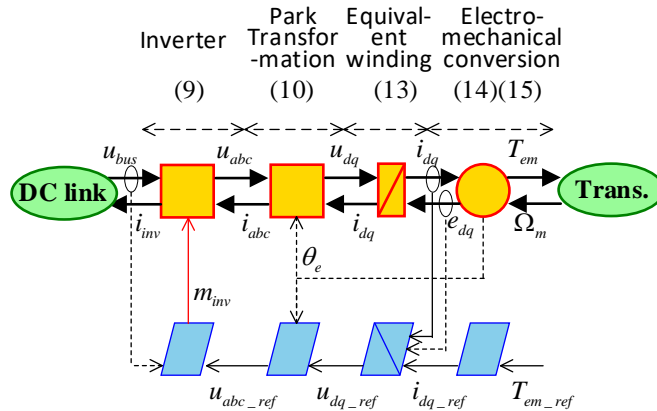 Inverter
Park
Transfor
-mation
Equival-
ent
winding
Electro-
mechanical
conversion
(9)
(10)
(13)
(14)(15)
u_bus
u_abc
u_dq
i_dq
T_em
DC link
Trans.
i_inv
i_abc
i_dq
e_dq
Ω_m
θ_e
m_inv
u_abc_ref
u_dq_ref
i_dq_ref
T_em_ref